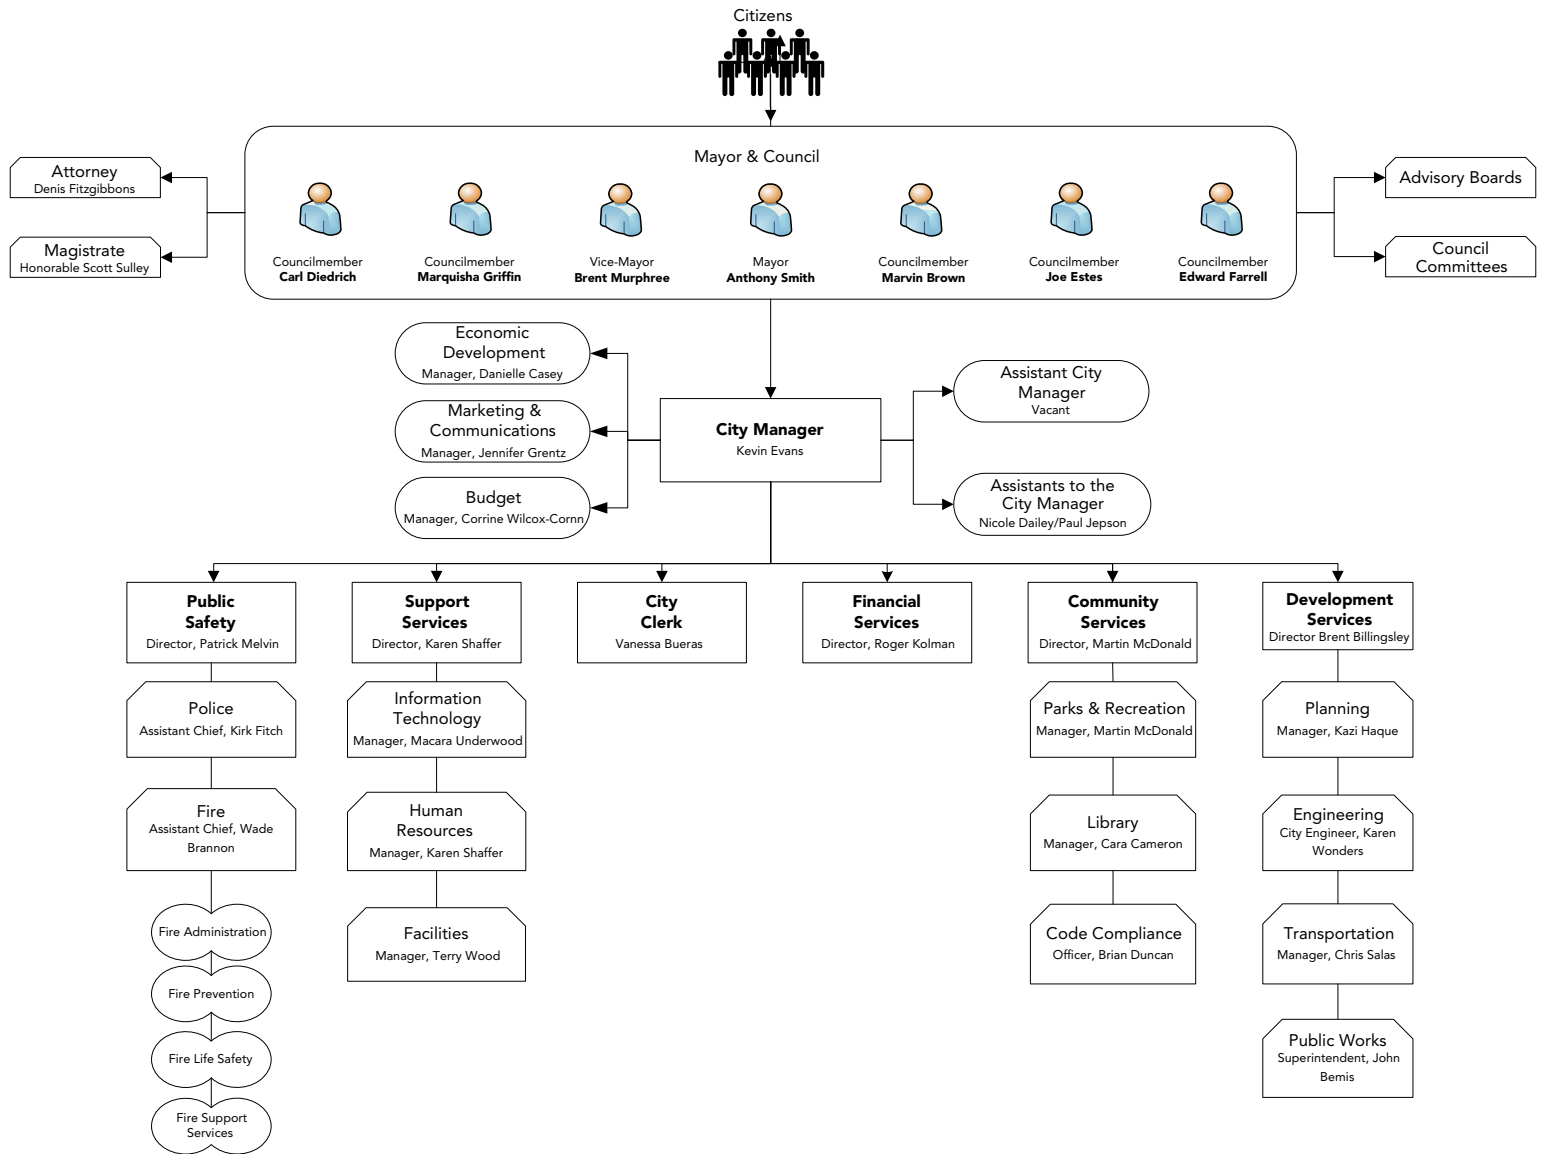 Citizens
Mayor & Council
Attorney
Denis Fitzgibbons
Magistrate
Honorable Scott Sulley
Councilmember
Carl Diedrich
Councilmember
Marquisha Griffin
Vice-Mayor
Brent Murphree
Mayor
Anthony Smith
Councilmember
Marvin Brown
Councilmember
Joe Estes
Councilmember
Edward Farrell
Advisory Boards
Council
Committees
Economic
Development
Manager, Danielle Casey
Marketing &
Communications
Manager, Jennifer Grentz
Budget
Manager, Corrine Wilcox-Cornn
City Manager
Kevin Evans
Assistant City
Manager
Vacant
Assistants to the
City Manager
Nicole Dailey/Paul Jepson
Public
Safety
Director, Patrick Melvin
Police
Assistant Chief, Kirk Fitch
Fire
Assistant Chief, Wade
Brannon
Fire Administration
Fire Prevention
Fire Life Safety
Fire Support
Services
Support
Services
Director, Karen Shaffer
Information
Technology
Manager, Macara Underwood
Human
Resources
Manager, Karen Shaffer
Facilities
Manager, Terry Wood
City
Clerk
Vanessa Bueras
Financial
Services
Director, Roger Kolman
Community
Services
Director, Martin McDonald
Parks & Recreation
Manager, Martin McDonald
Library
Manager, Cara Cameron
Code Compliance
Officer, Brian Duncan
Development
Services
Director Brent Billingsley
Planning
Manager, Kazi Haque
Engineering
City Engineer, Karen
Wonders
Transportation
Manager, Chris Salas
Public Works
Superintendent, John
Bemis